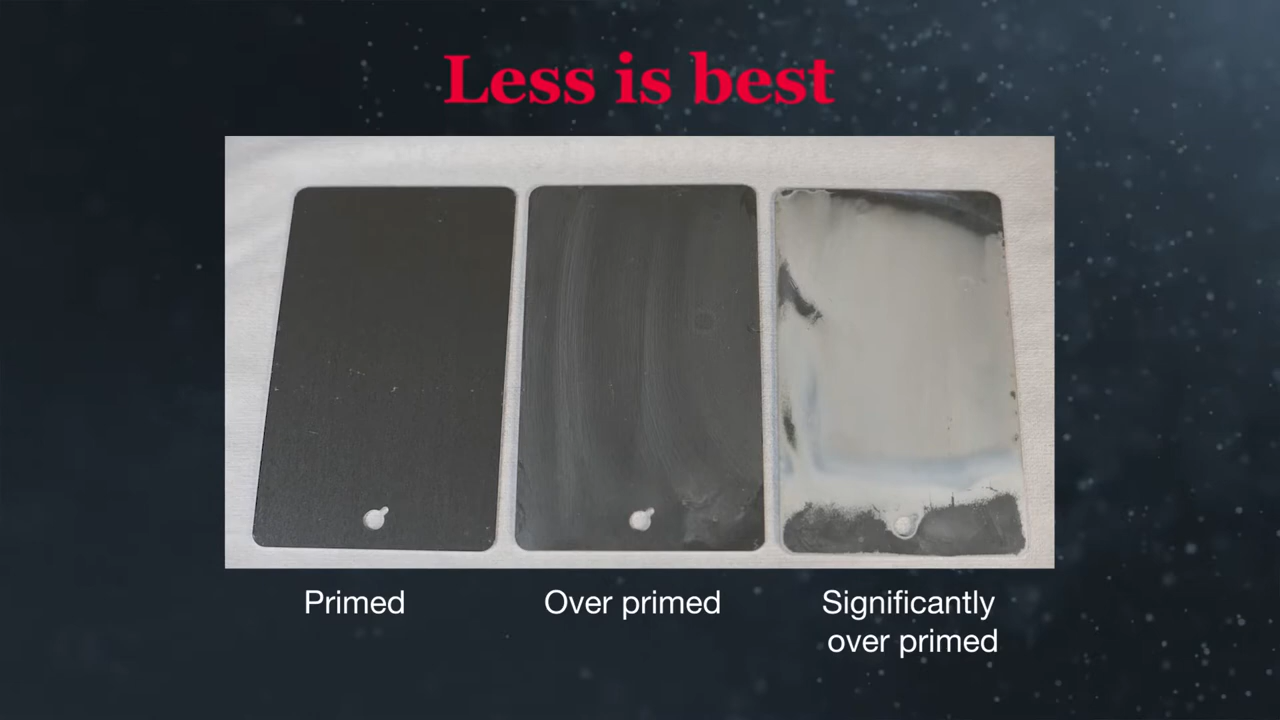 Less is best
Primed
Over primed
Significantly
over primed